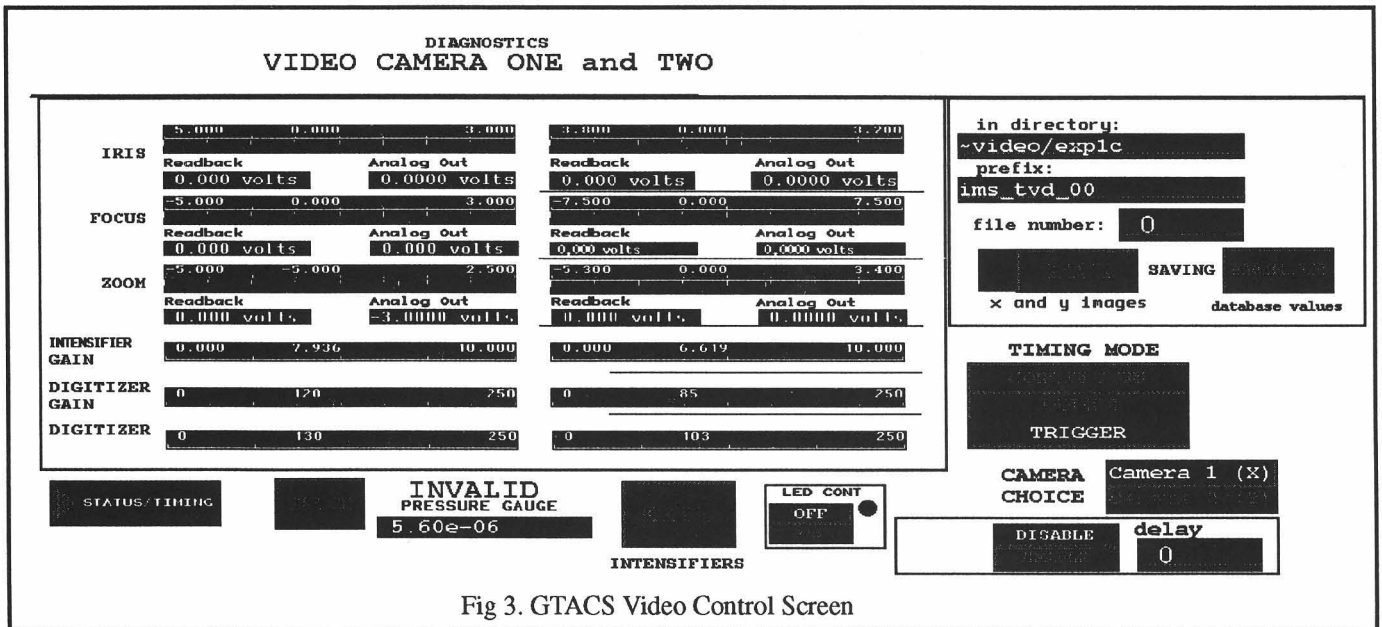 DIAGNOSTICS
VIDEO CAMERA ONE and TWO
IRIS
5.000 0.000 3.000
3.800 0.000 3.200
Readback Analog Out
0.000 volts 0.0000 volts
Readback Analog Out
0.000 volts 0.0000 volts
FOCUS
-5.000 0.000 3.000
-7.500 0.000 7.500
Readback Analog Out
0.000 volts 0.000 volts
Readback Analog Out
0,000 volts 0,0000 volts
ZOOM
-5.000 -5.000 2.500
-5.300 0.000 3.400
Readback Analog Out
0.000 volts -3.0000 volts
Readback Analog Out
0.000 volts 0.0000 volts
INTENSIFIER
GAIN
0.000 7.936 10.000
0.000 6.619 10.000
DIGITIZER
GAIN
0 120 250
0 85 250
DIGITIZER
0 130 250
0 103 250
STATUS/TIMING
INVALID
PRESSURE GAUGE
5.60e-06
INTENSIFIERS
LED CONT
OFF
in directory:
~video/exp1c
prefix:
ims_tvd_00
file number: 0
SAVING
x and y images
database values
TIMING MODE
TRIGGER
CAMERA
CHOICE
Camera 1 (X)
DISABLE
delay
0
Fig 3. GTACS Video Control Screen